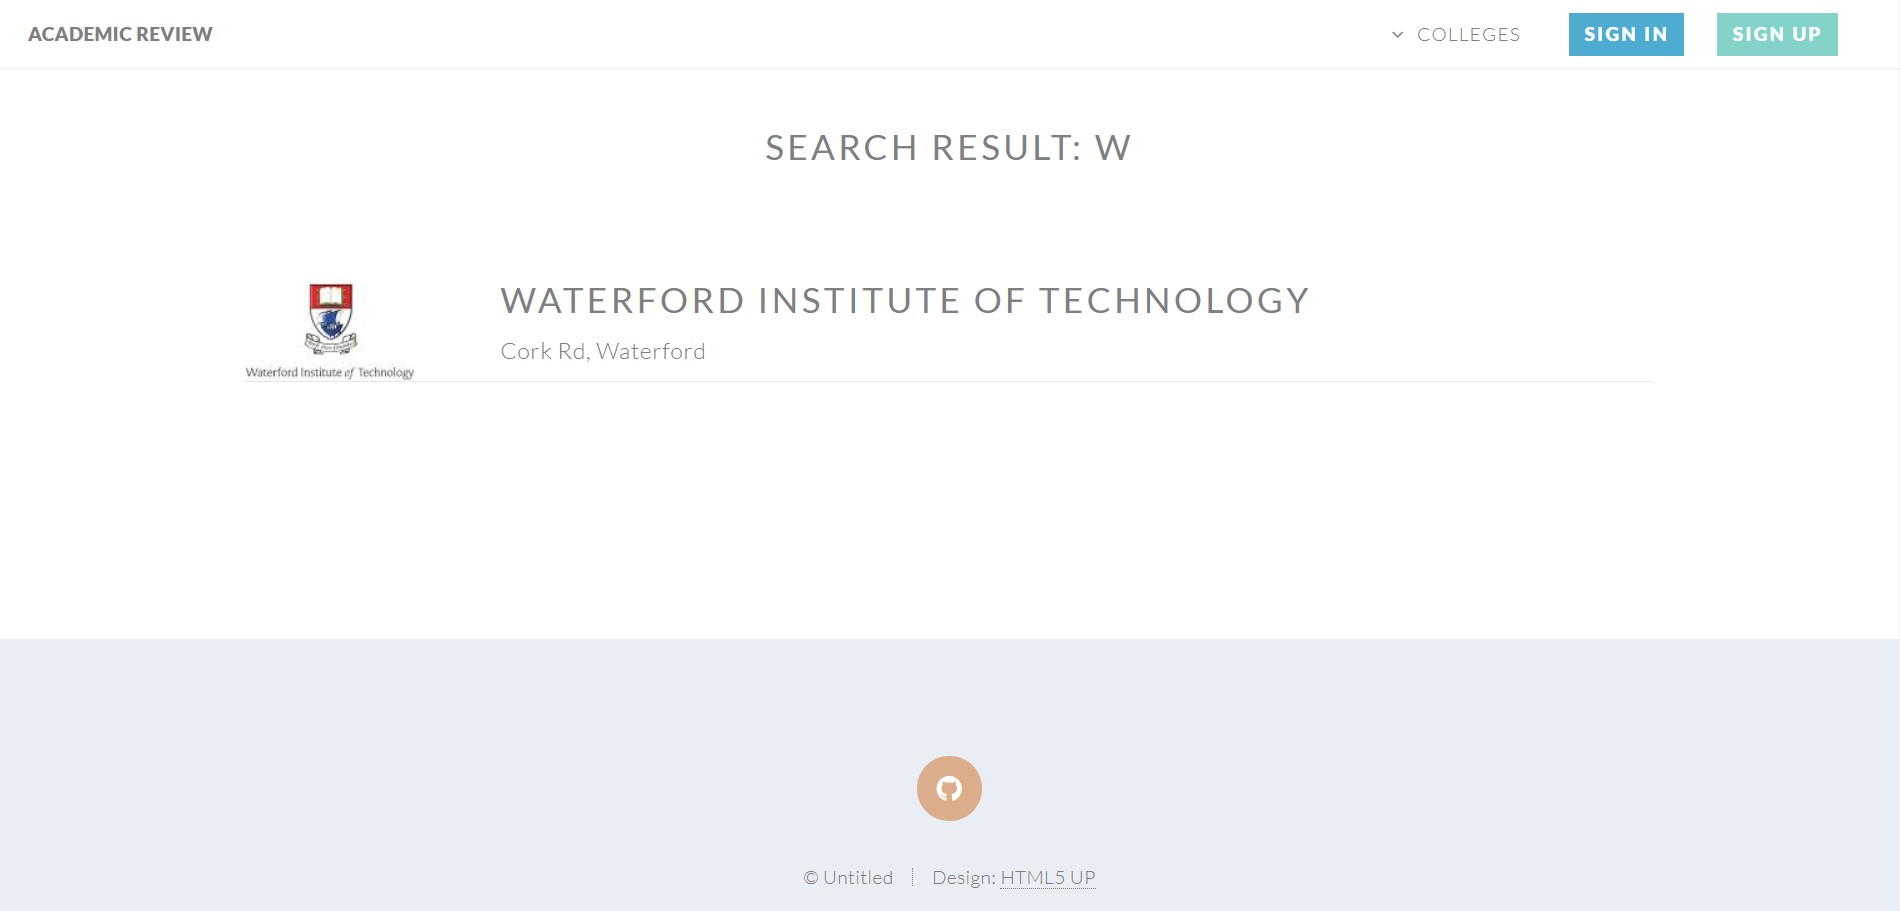 ACADEMIC REVIEW
COLLEGES
SIGN IN
SIGN UP
SEARCH RESULT: W
WATERFORD INSTITUTE OF TECHNOLOGY
Cork Rd, Waterford
Waterford Institute of Technology
© Untitled
Design: HTML5 UP